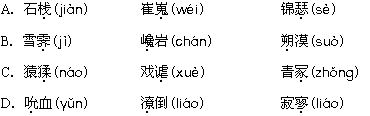 A. 石栈(jiàn) 崔嵬(wéi) 锦瑟(sè)
B. 雪霁(jì) 巉岩(chán) 朔漠(suò)
C. 猿猱(náo) 戏谑(xuè) 青冢(zhǒng)
D. 吮血(yǔn) 潦倒(liáo) 寂寥(liáo)